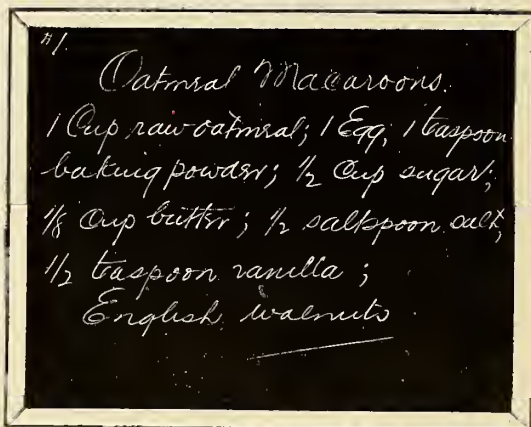 #1.
Oatmeal Macaroons.
1 Cup raw oatmeal; 1 Egg, 1 teaspoon
baking powder; 1/2 Cup sugar;
1/8 Cup butter; 1/2 saltspoon salt,
1/2 teaspoon vanilla;
English walnuts.